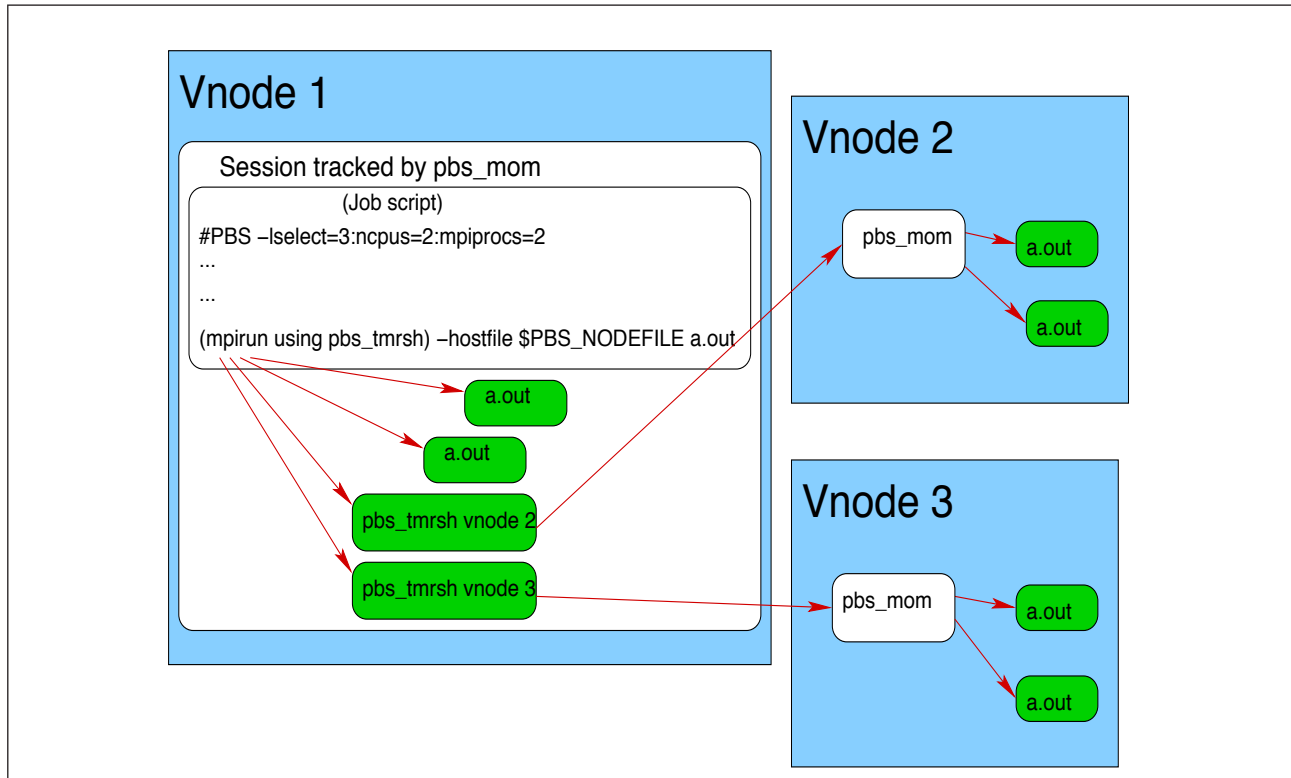 Vnode 1
Session tracked by pbs_mom
(Job script)
#PBS −lselect=3:ncpus=2:mpiprocs=2
...
...
(mpirun using pbs_tmrsh) −hostfile $PBS_NODEFILE a.out
a.out
a.out
pbs_tmrsh vnode 2
pbs_tmrsh vnode 3
Vnode 2
pbs_mom
a.out
a.out
Vnode 3
pbs_mom
a.out
a.out